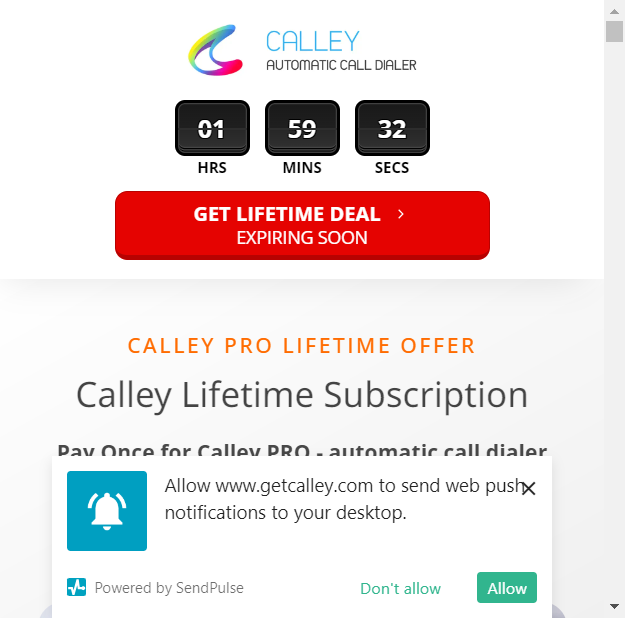 CALLEY
AUTOMATIC CALL DIALER
01 59 32
HRS MINS SECS
GET LIFETIME DEAL
EXPIRING SOON
CALLEY PRO LIFETIME OFFER
Calley Lifetime Subscription
Pay Once for Calley PRO - automatic call dialer
Allow www.getcalley.com to send web push
notifications to your desktop.
Powered by SendPulse
Don't allow Allow